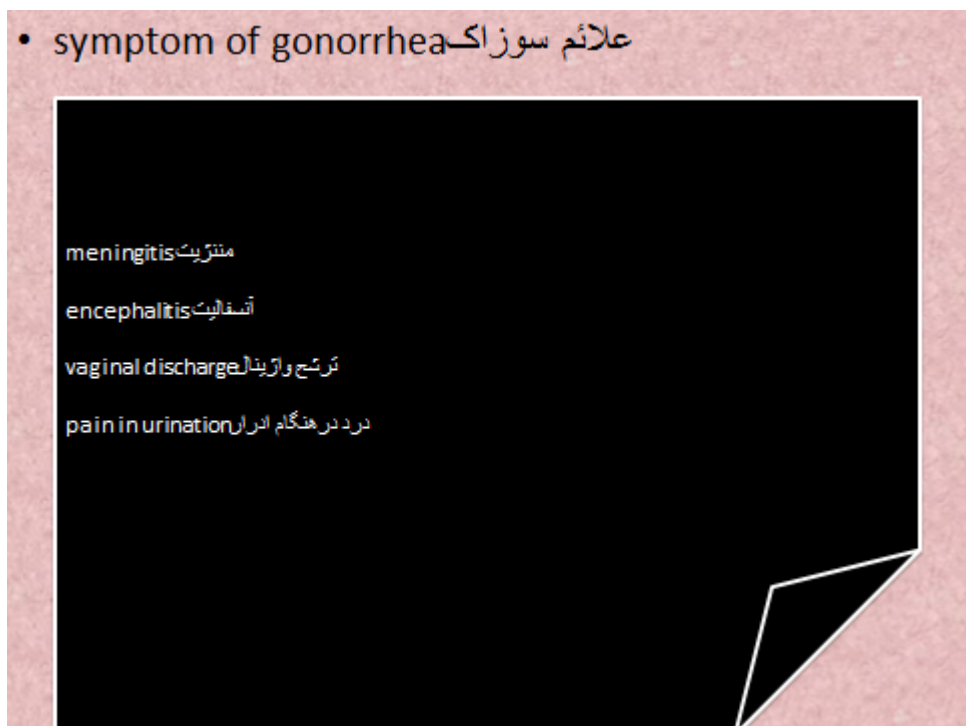 • symptom of gonorrheaعلائم سوزاک
meningitisمننژیت
encephalitisآنسفالیت
vaginal dischargeترشح واژینال
pain in urinationدرد در هنگام ادرار